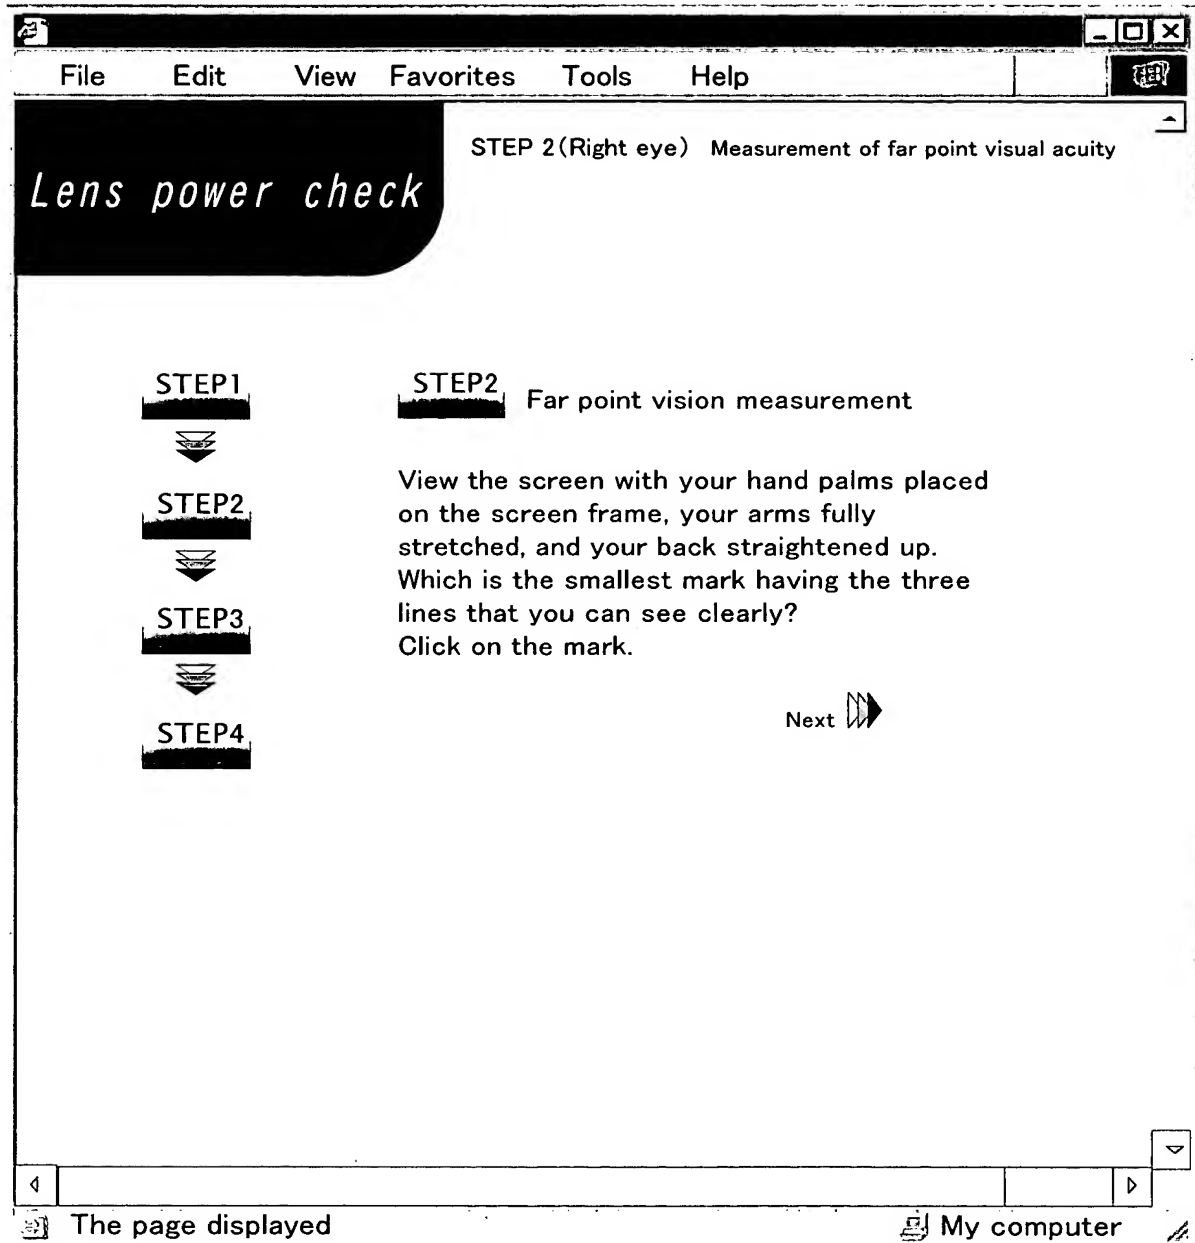 File Edit View Favorites Tools Help
STEP 2(Right eye) Measurement of far point visual acuity
Lens power check
STEP1
STEP2
STEP3
STEP4
STEP2 Far point vision measurement
View the screen with your hand palms placed
on the screen frame, your arms fully
stretched, and your back straightened up.
Which is the smallest mark having the three
lines that you can see clearly?
Click on the mark.
Next
The page displayed
My computer